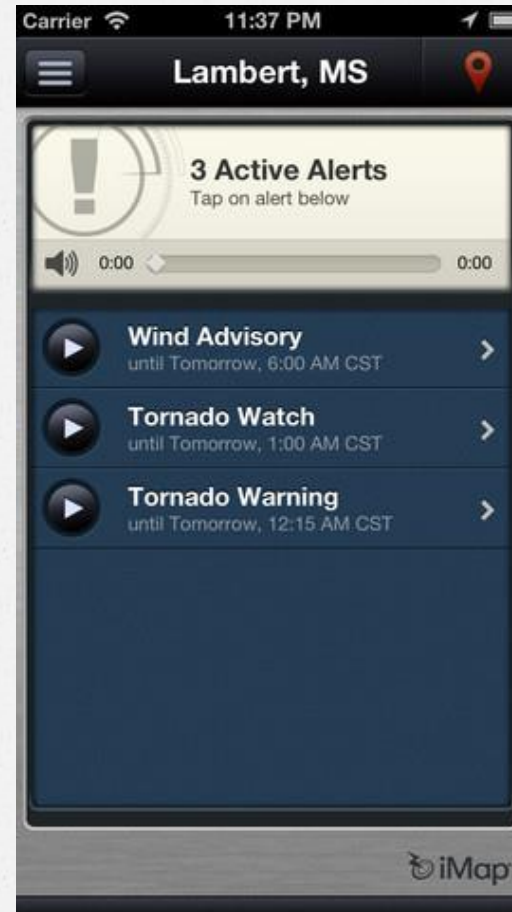 Carrier 11:37 PM
Lambert, MS
3 Active Alerts
Tap on alert below
0:00 0:00
Wind Advisory
until Tomorrow, 6:00 AM CST
Tornado Watch
until Tomorrow, 1:00 AM CST
Tornado Warning
until Tomorrow, 12:15 AM CST
iMap